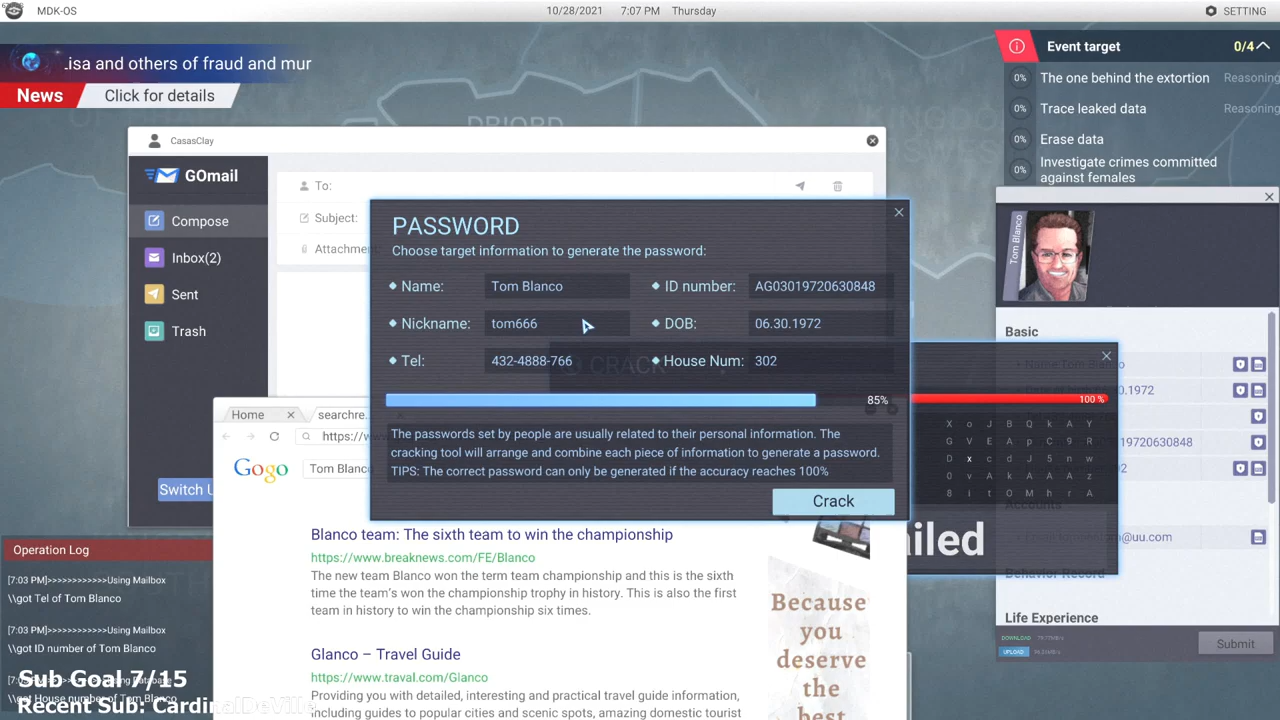 MDK-OS
10/28/2021 7:07 PM Thursday
SETTING
Lisa and others of fraud and mur
News Click for details
Event target 0/4
0% The one behind the extortion Reasoning
0% Trace leaked data Reasoning
0% Erase data
0% Investigate crimes committed
against females
CasasClay
GOmail
Compose
Inbox(2)
Sent
Trash
To:
Subject:
PASSWORD
Choose target information to generate the password:
Name: Tom Blanco
ID number: AG03019720630848
Nickname: tom666
DOB: 06.30.1972
Tel: 432-4888-766
House Num: 302
85%
The passwords set by people are usually related to their personal information. The
cracking tool will arrange and combine each piece of information to generate a password.
TIPS: The correct password can only be generated if the accuracy reaches 100%
Crack
100 %
X o J B Q k A Y
G V E A p C 9 R
D x c d J 5 n w
0 v A k A A A z
8 i t O M h r A
Tom Blanco
Basic
Life Experience
DOWNLOAD
UPLOAD
Submit
Home
Gogo
Blanco team: The sixth team to win the championship
https://www.breaknews.com/FE/Blanco
The new team Blanco won the term team championship and this is the sixth
time the team's won the championship trophy in history. This is also the first
team in history to win the championship six times.
Glanco – Travel Guide
https://www.traval.com/Glanco
Providing you with detailed, interesting and practical travel guide information,
including guides to popular cities and scenic spots, amazing domestic tourist
Because
you
deserve
the
best
Operation Log
[7:03 PM]>>>>>>>>>>>Using Mailbox
\\got Tel of Tom Blanco
[7:03 PM]>>>>>>>>>>>Using Mailbox
\\got ID number of Tom Blanco
Sub Goal 7/15
Recent Sub: CardinalDeVille